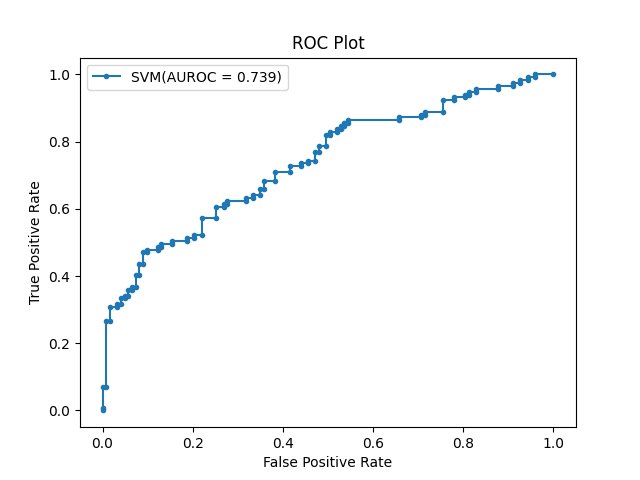 ROC Plot
SVM(AUROC = 0.739)
True Positive Rate
1.0
0.8
0.6
0.4
0.2
0.0
0.0 0.2 0.4 0.6 0.8 1.0
False Positive Rate